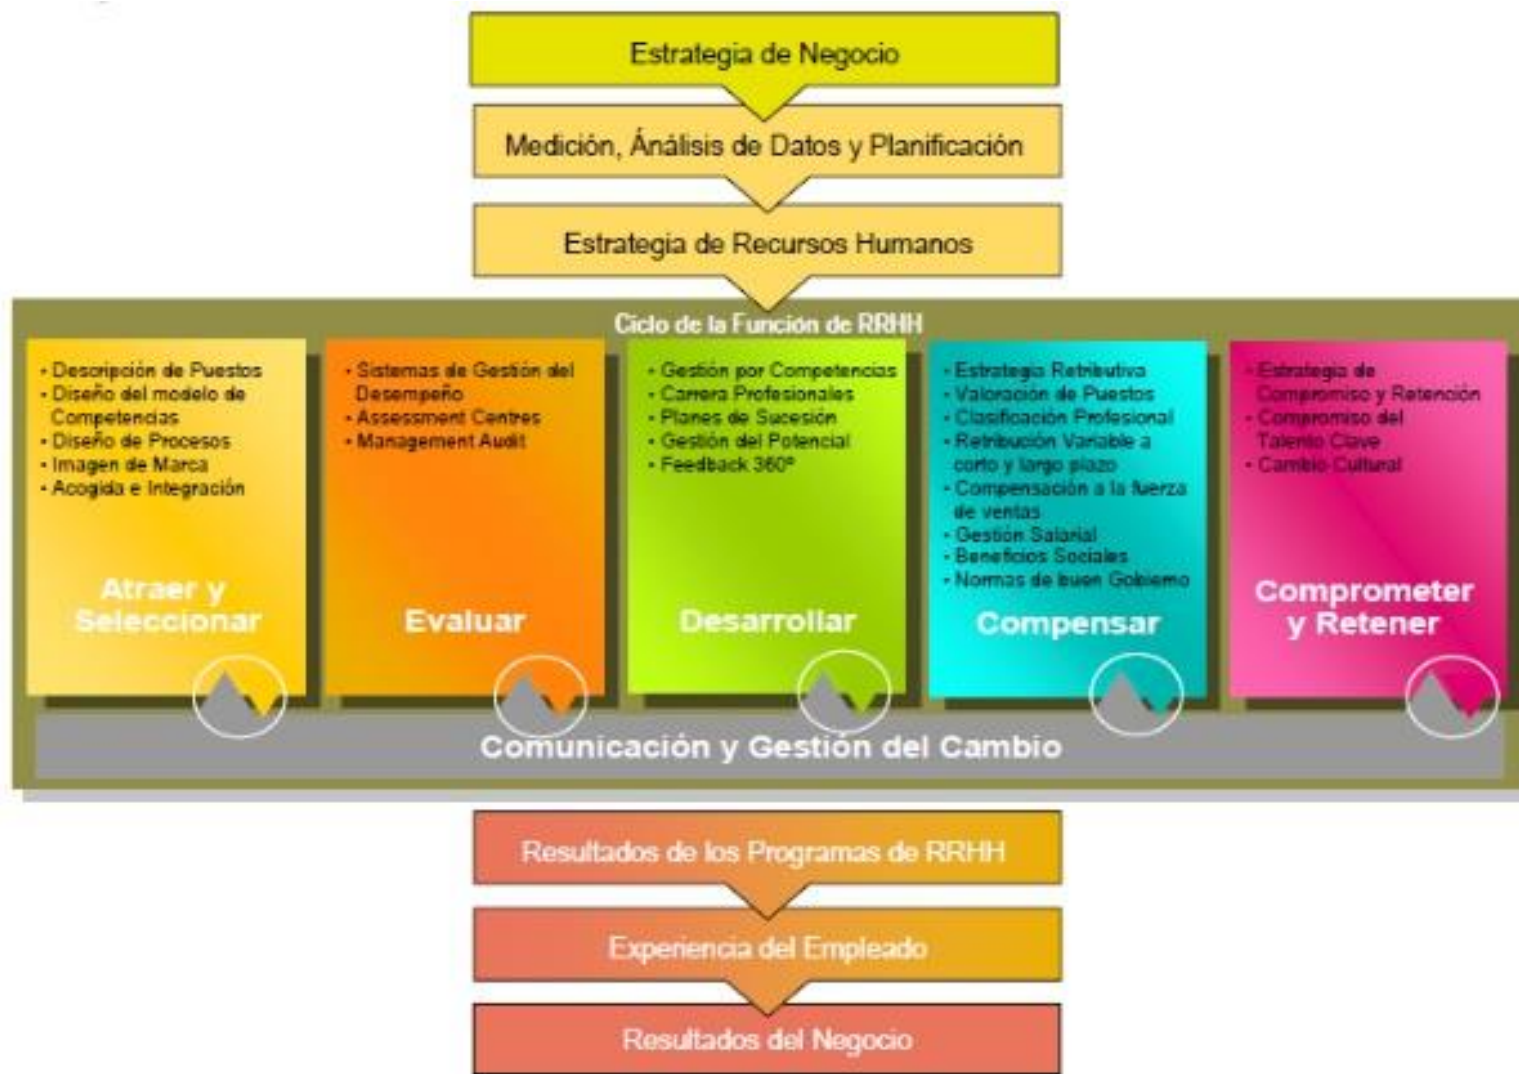 Estrategia de Negocio
Medición, Ánálisis de Datos y Planificación
Estrategia de Recursos Humanos
Ciclo de la Función de RRHH
• Descripción de Puestos
• Diseño del modelo de
Competencias
• Diseño de Procesos
• Imagen de Marca
• Acogida e Integración
Atraer y
Seleccionar
• Sistemas de Gestión del
Desempeño
• Assessment Centres
• Management Audit
Evaluar
• Gestión por Competencias
• Carrera Profesionales
• Planes de Sucesión
• Gestión del Potencial
• Feedback 360º
Desarrollar
• Estrategia Retributiva
• Valoración de Puestos
• Clasificación Profesional
• Retribución Variable a
corto y largo plazo
• Compensación a la fuerza
de ventas
• Gestión Salarial
• Beneficios Sociales
• Normas de buen Gobierno
Compensar
• Estrategia de
Compromiso y Retención
• Compromiso del
Talento Clave
• Cambio Cultural
Comprometer
y Retener
Comunicación y Gestión del Cambio
Resultados de los Programas de RRHH
Experiencia del Empleado
Resultados del Negocio